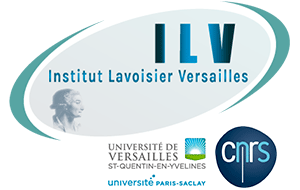 ILV
Institut Lavoisier Versailles
UNIVERSITÉ DE
VERSAILLES
ST-QUENTIN-EN-YVELINES
université PARIS-SACLAY
cnrs